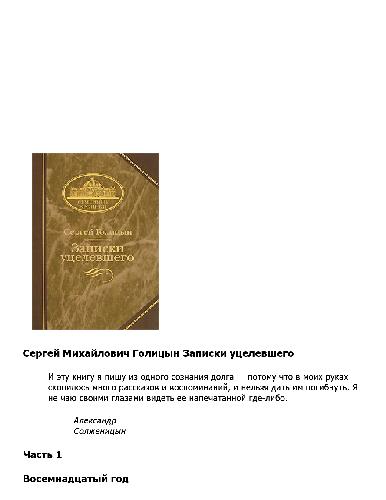 Сергей Голицын
Записки
уцелевшего
Сергей Михайлович Голицын Записки уцелевшего
И эту книгу я пишу из одного сознания долга — потому что в моих руках
скопилось много рассказов и воспоминаний, и нельзя дать им погибнуть. Я
не чаю своими глазами видеть ее напечатанной где-либо.
Александр
Солженицын
Часть 1
Восемнадцатый год